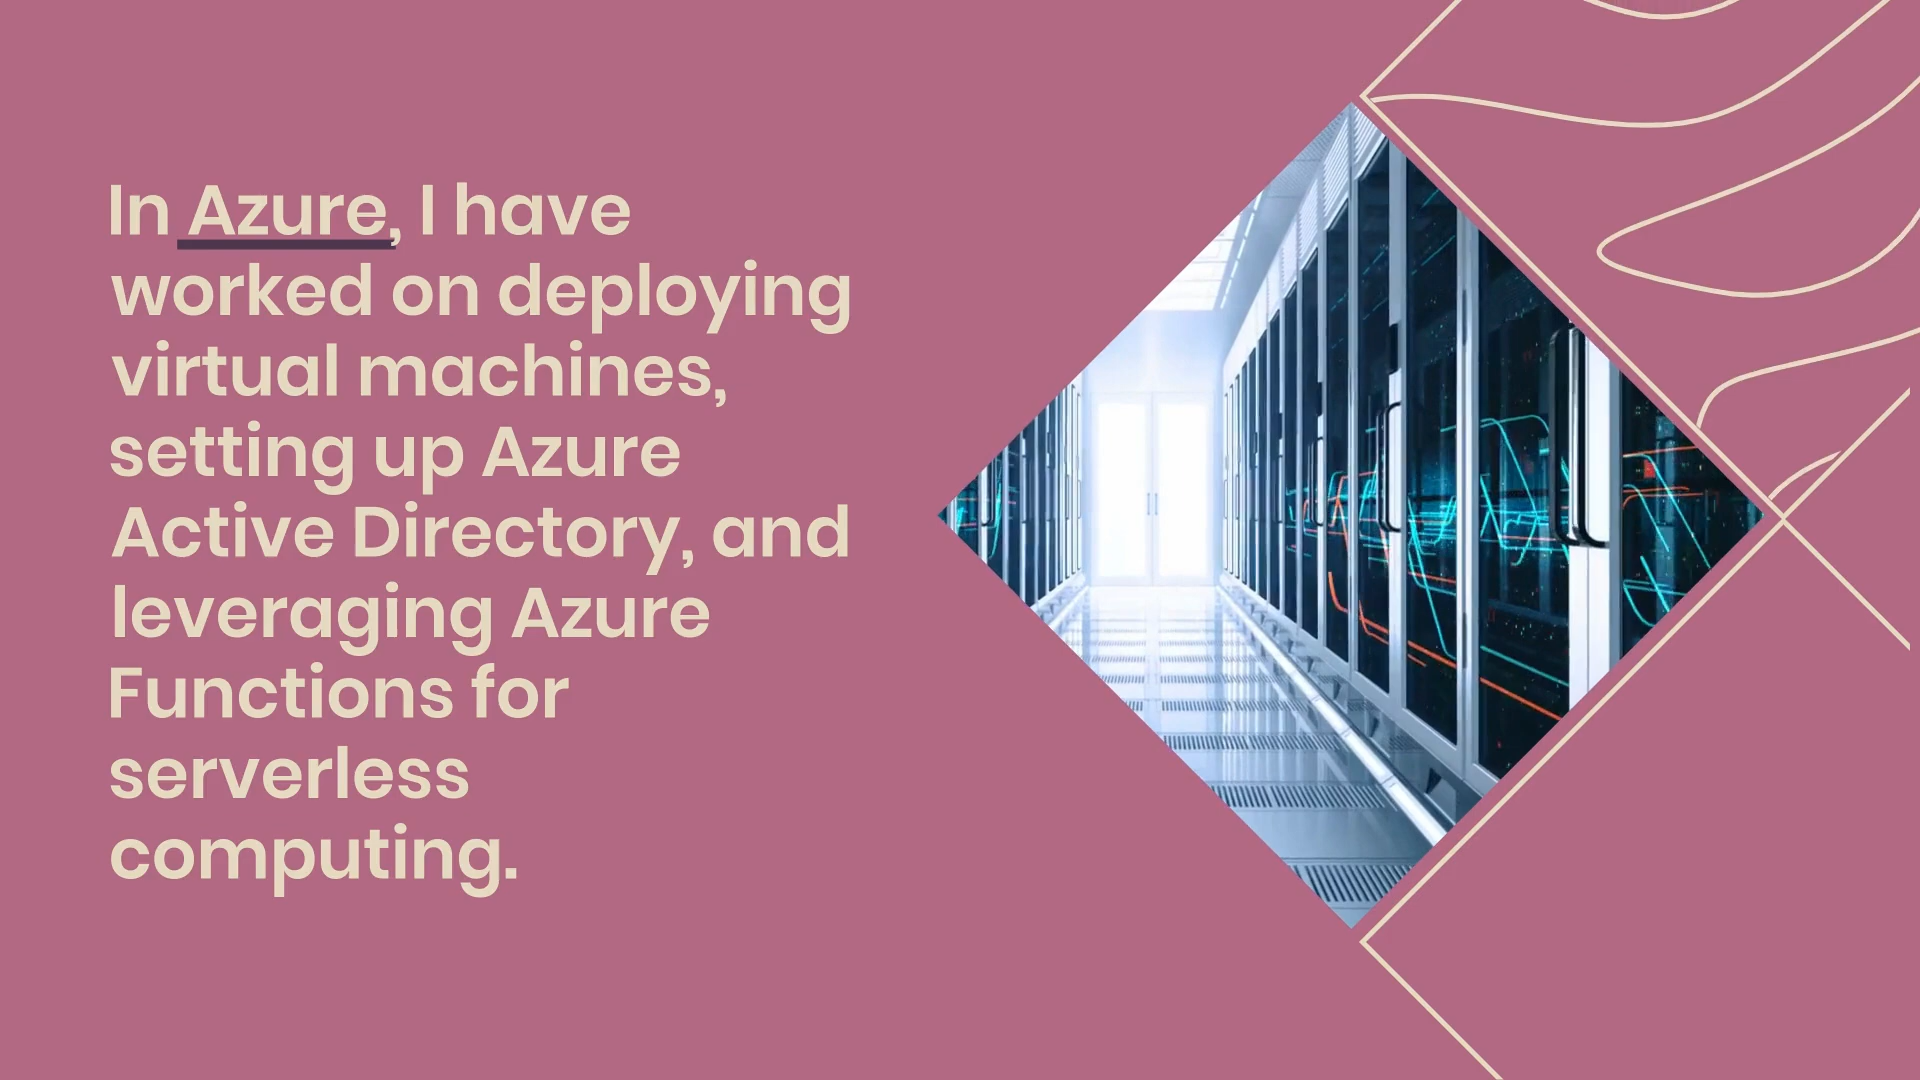 In Azure, I have
worked on deploying
virtual machines,
setting up Azure
Active Directory, and
leveraging Azure
Functions for
serverless
computing.